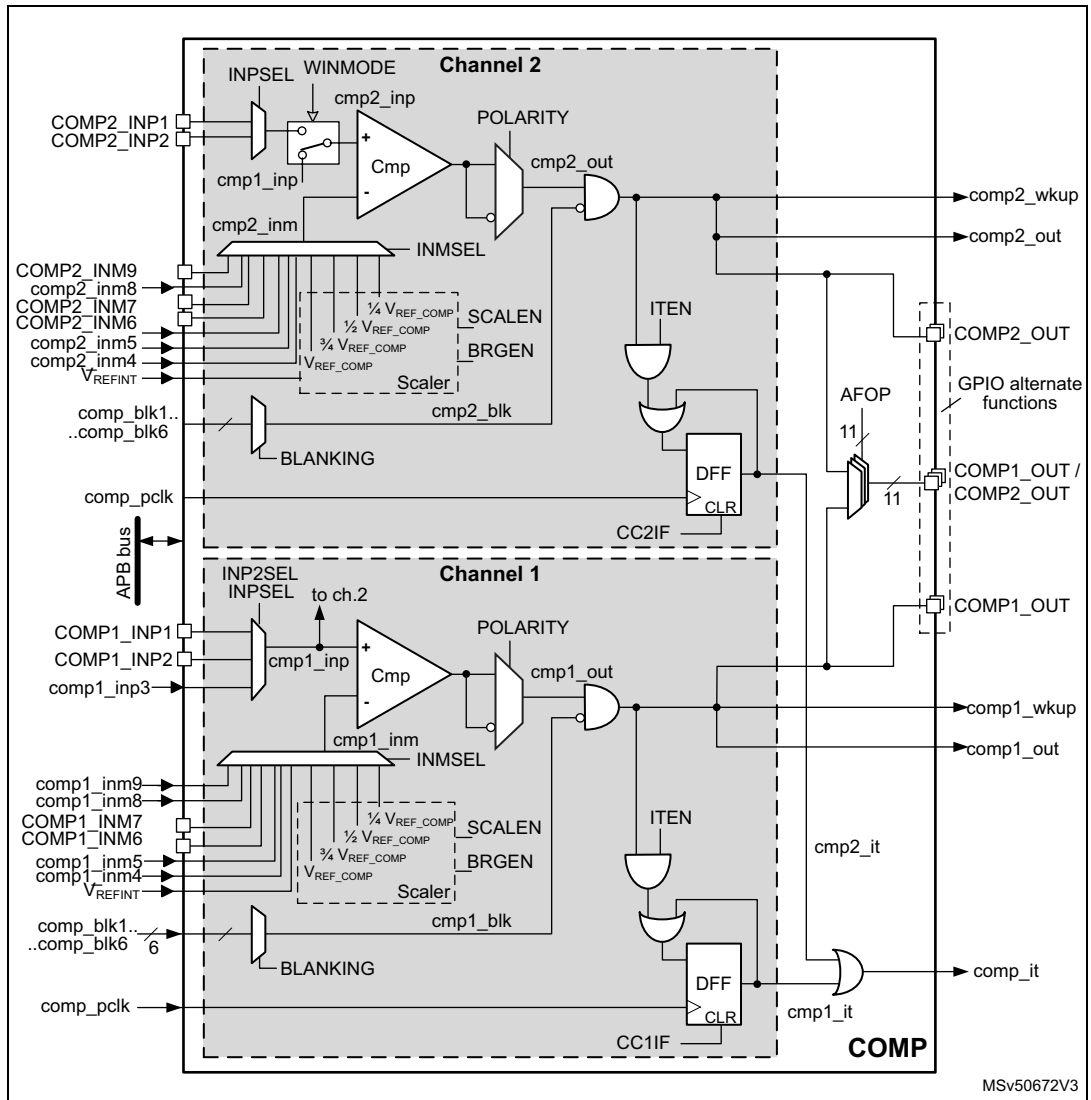 Channel 2
WINMODE
INPSEL
cmp2_inp
COMP2_INP1
COMP2_INP2
POLARITY
+
Cmp
-
cmp2_out
cmp1_inp
comp2_wkup
cmp2_inm
INMSEL
comp2_out
COMP2_INM9
comp2_inm8
COMP2_INM7
COMP2_INM6
comp2_inm5
comp2_inm4
VREFINT
¼ VREF_COMP
½ VREF_COMP
¾ VREF_COMP
VREF_COMP
Scaler
SCALEN
BRGEN
ITEN
COMP2_OUT
GPIO alternate
functions
AFOP
11
11
COMP1_OUT /
COMP2_OUT
comp_blk1..
..comp_blk6
cmp2_blk
BLANKING
DFF
CLR
comp_pclk
CC2IF
APB bus
Channel 1
INP2SEL
INPSEL
to ch.2
COMP1_OUT
COMP1_INP1
COMP1_INP2
comp1_inp3
cmp1_inp
POLARITY
+
Cmp
-
cmp1_out
comp1_wkup
cmp1_inm
INMSEL
comp1_out
comp1_inm9
comp1_inm8
COMP1_INM7
COMP1_INM6
comp1_inm5
comp1_inm4
VREFINT
¼ VREF_COMP
½ VREF_COMP
¾ VREF_COMP
VREF_COMP
Scaler
SCALEN
BRGEN
ITEN
cmp2_it
comp_blk1..
..comp_blk6
6
cmp1_blk
BLANKING
DFF
CLR
comp_it
comp_pclk
cmp1_it
CC1IF
COMP
MSv50672V3